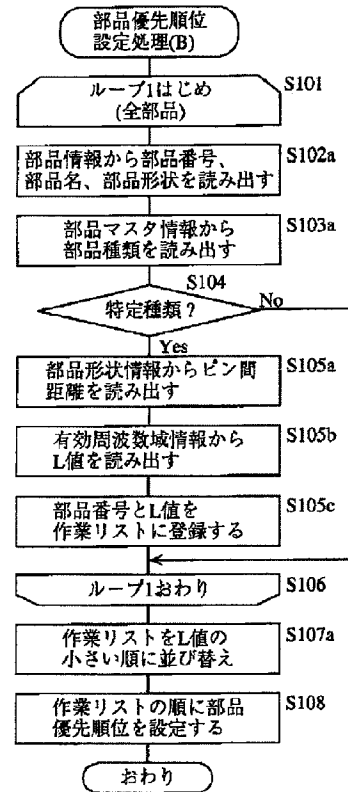 部品優先順位
設定処理(B)
ループ1はじめ
(全部品)
S101
部品情報から部品番号、
部品名、部品形状を読み出す
S102a
部品マスタ情報から
部品種類を読み出す
S103a
S104
特定種類?
No
Yes
部品形状情報からピン間
距離を読み出す
S105a
有効周波数域情報から
L値を読み出す
S105b
部品番号とL値を
作業リストに登録する
S105c
ループ1おわり
S106
作業リストをL値の
小さい順に並び替え
S107a
作業リストの順に部品
優先順位を設定する
S108
おわり